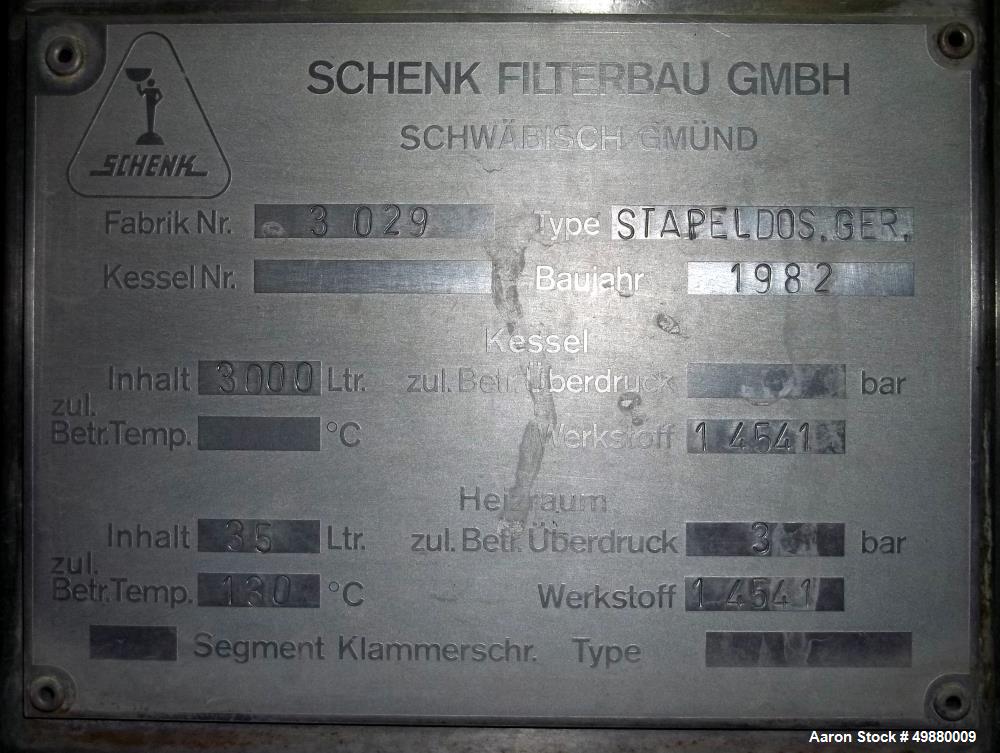 SCHENK FILTERBAU GMBH
SCHWÄBISCH GMÜND
SCHENK
Fabrik Nr. 3 029 Type STAPELDOS.GER.
Kessel Nr. Baujahr 1982
Kessel
Inhalt 3000 Ltr. zul. Betr. Überdruck bar
zul.
Betr.Temp. °C Werkstoff 1 4541
Heizraum
Inhalt 35 Ltr. zul. Betr. Überdruck 3 bar
zul.
Betr.Temp. 130 °C Werkstoff 1 4541
Segment Klammerschr. Type
Aaron Stock # 49880009